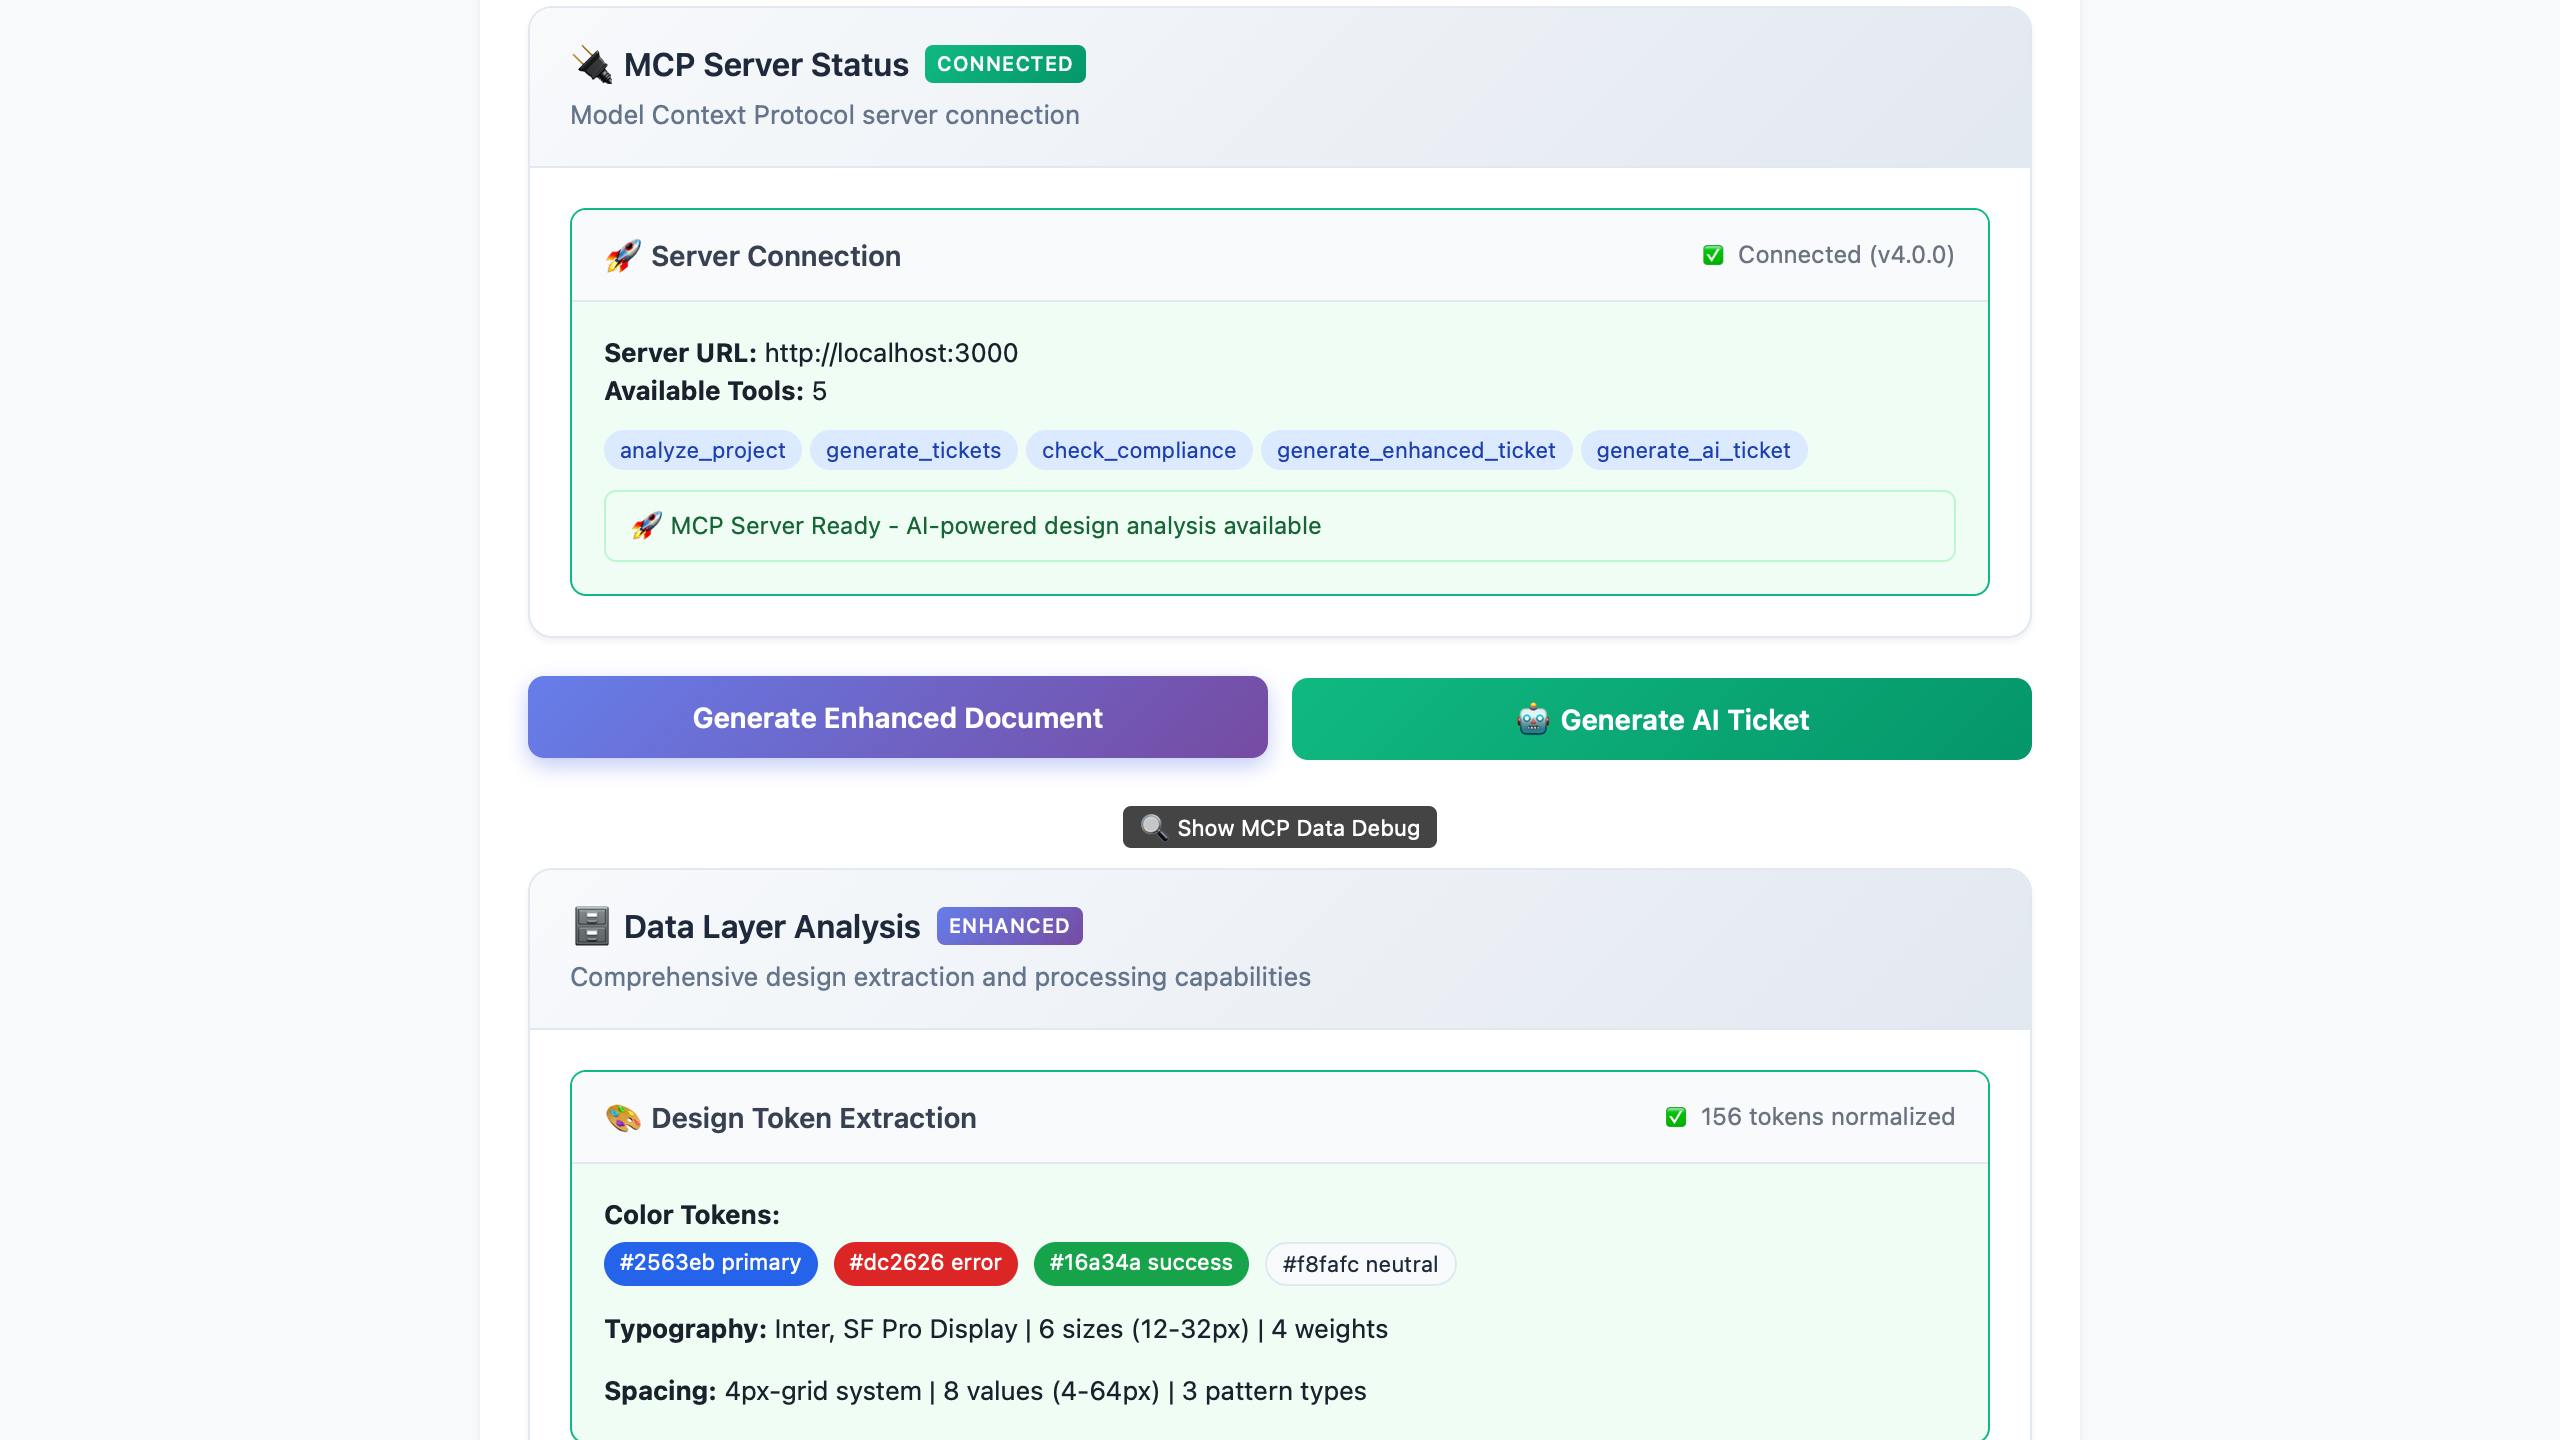 MCP Server Status CONNECTED
Model Context Protocol server connection
Server Connection
Connected (v4.0.0)
Server URL: http://localhost:3000
Available Tools: 5
analyze_project generate_tickets check_compliance generate_enhanced_ticket generate_ai_ticket
MCP Server Ready - AI-powered design analysis available
Generate Enhanced Document
Generate AI Ticket
Show MCP Data Debug
Data Layer Analysis ENHANCED
Comprehensive design extraction and processing capabilities
Design Token Extraction
156 tokens normalized
Color Tokens:
#2563eb primary #dc2626 error #16a34a success #f8fafc neutral
Typography: Inter, SF Pro Display | 6 sizes (12-32px) | 4 weights
Spacing: 4px-grid system | 8 values (4-64px) | 3 pattern types